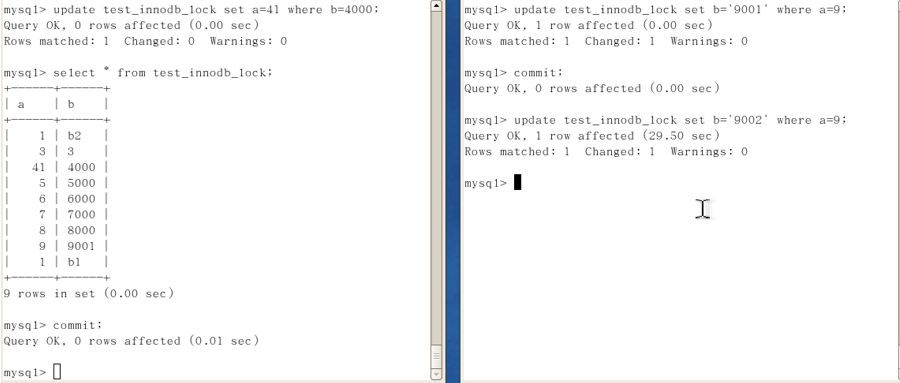 mysql> update test_innodb_lock set a=41 where b=4000;
Query OK, 0 rows affected (0.00 sec)
Rows matched: 1  Changed: 0  Warnings: 0
mysql> select * from test_innodb_lock;
+------+------+
| a    | b    |
+------+------+
|    1 | b2   |
|    3 | 3    |
|   41 | 4000 |
|    5 | 5000 |
|    6 | 6000 |
|    7 | 7000 |
|    8 | 8000 |
|    9 | 9001 |
|    1 | b1   |
+------+------+
9 rows in set (0.00 sec)
mysql> commit;
Query OK, 0 rows affected (0.01 sec)
mysql>
mysql> update test_innodb_lock set b='9001' where a=9;
Query OK, 1 row affected (0.00 sec)
Rows matched: 1  Changed: 1  Warnings: 0
mysql> commit;
Query OK, 0 rows affected (0.00 sec)
mysql> update test_innodb_lock set b='9002' where a=9;
Query OK, 1 row affected (29.50 sec)
Rows matched: 1  Changed: 1  Warnings: 0
mysql>